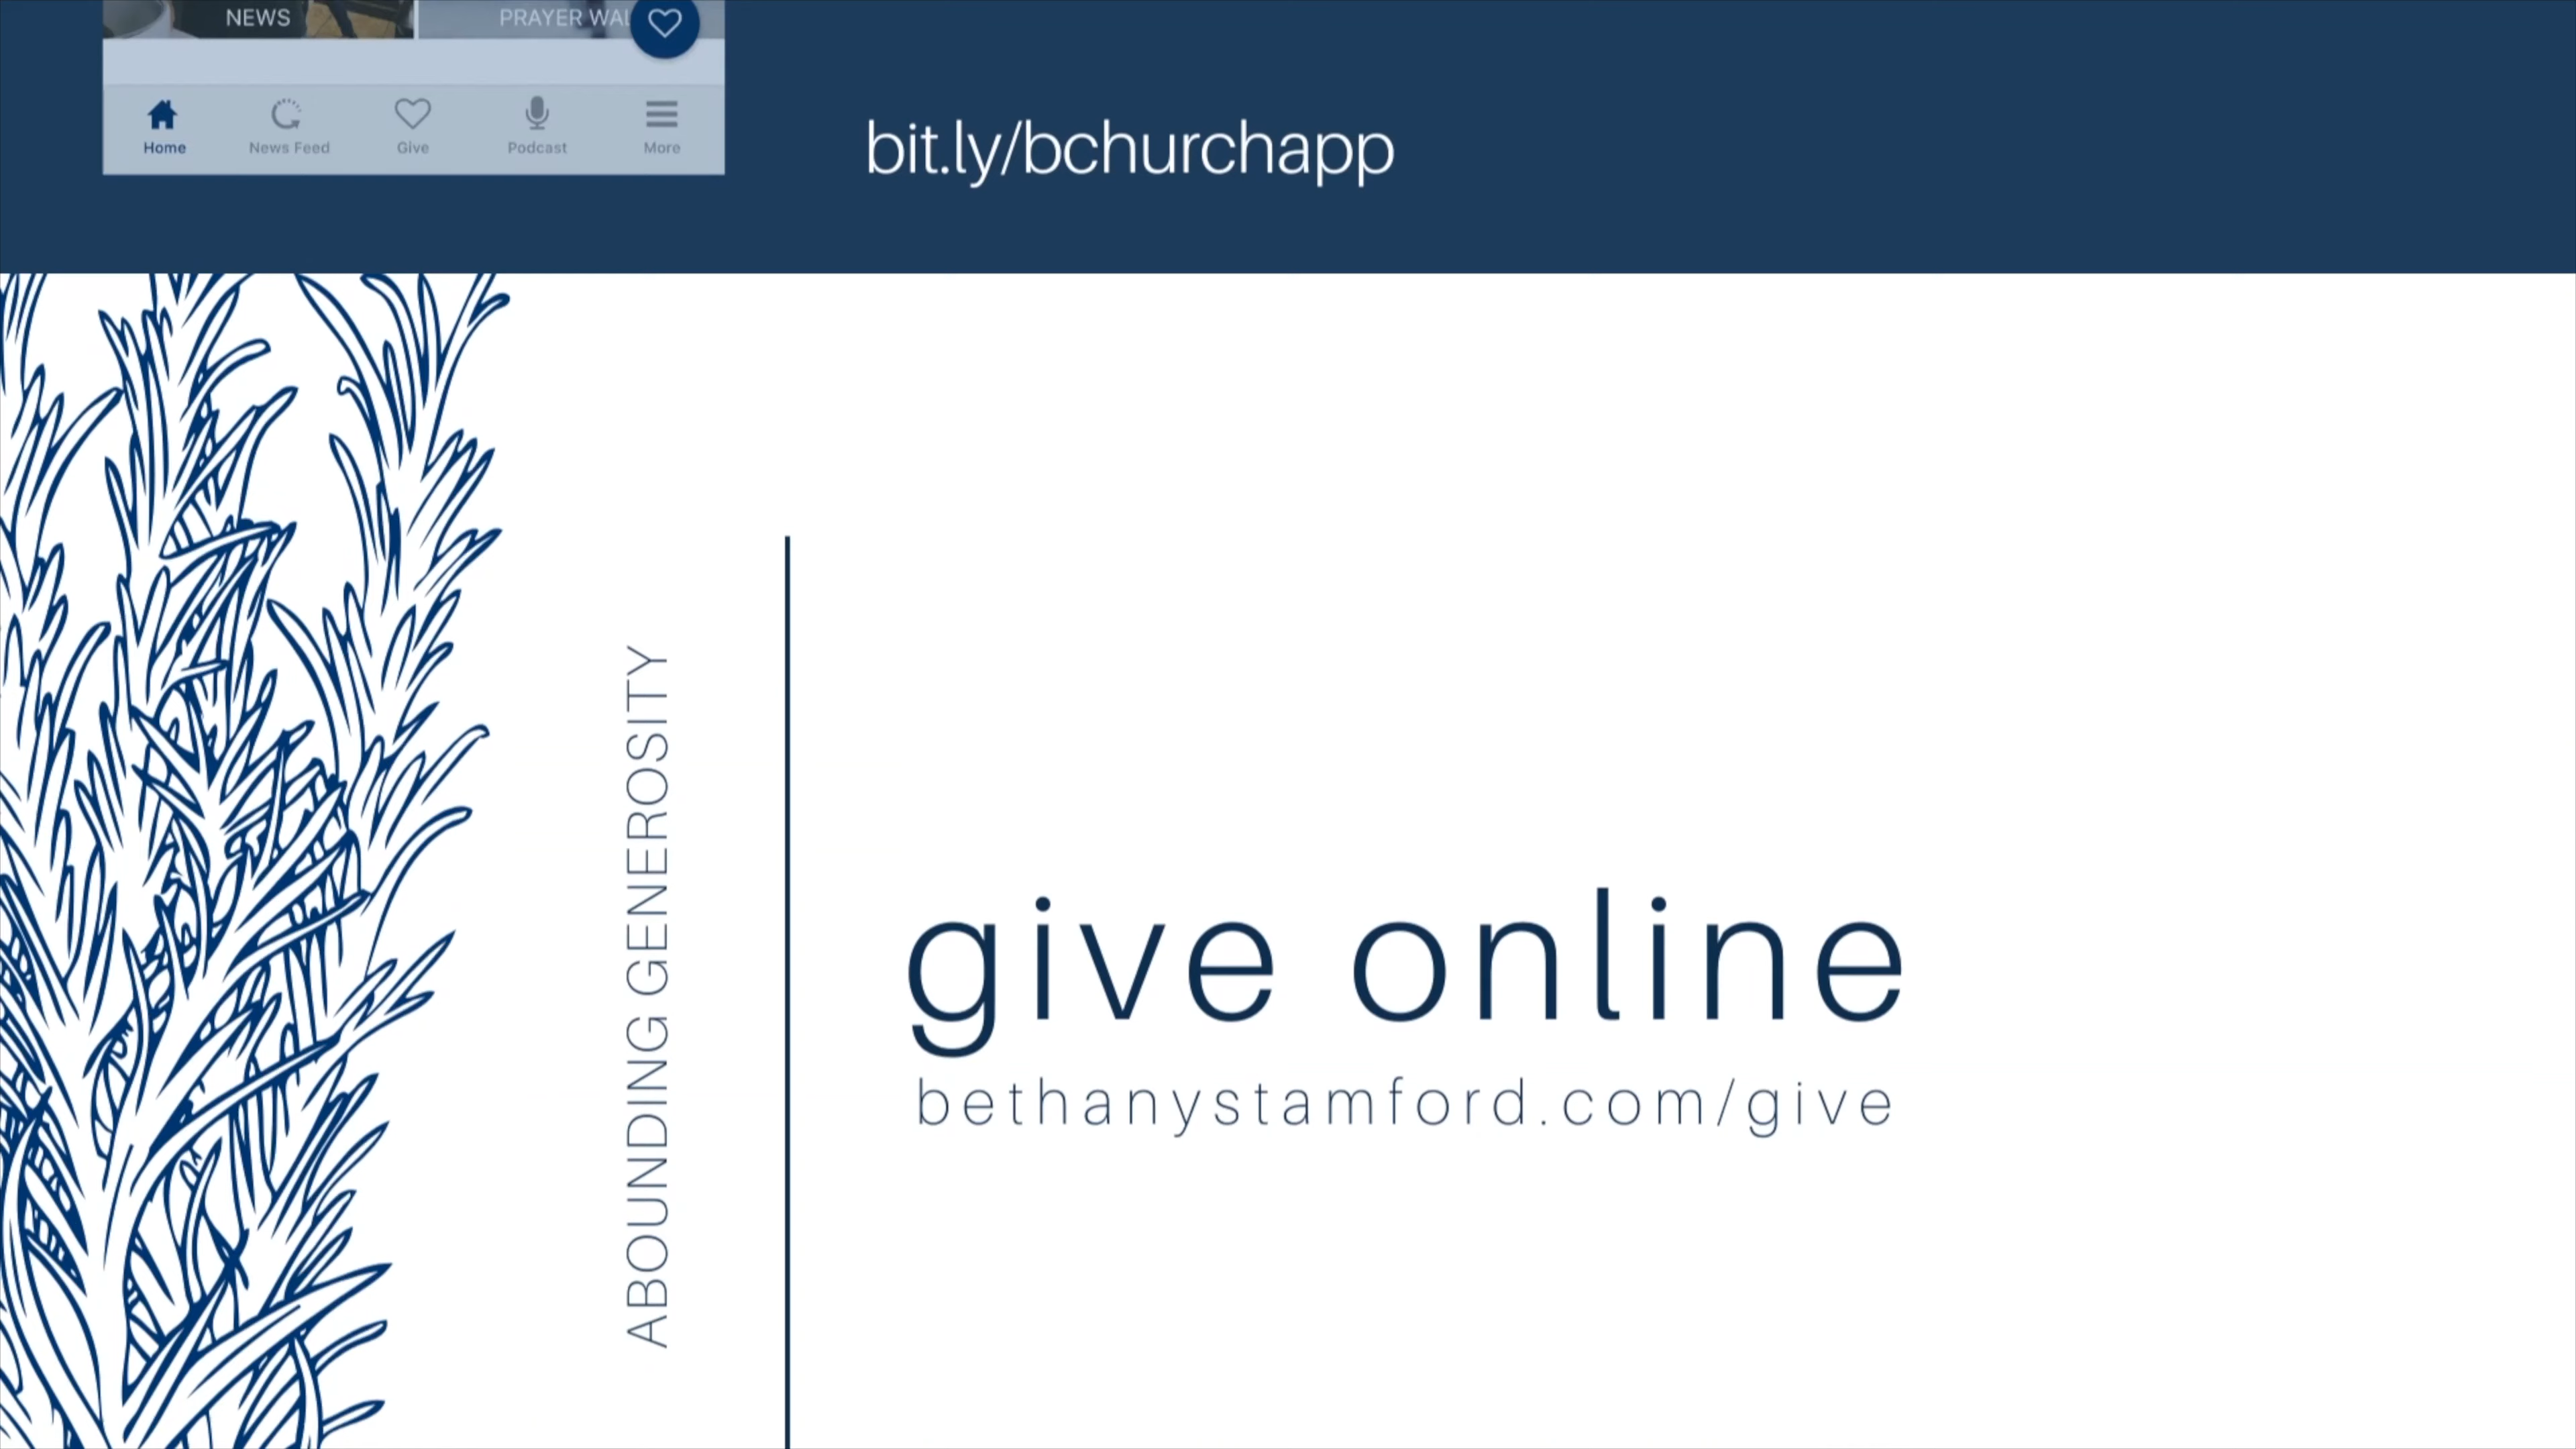 NEWS
PRAYER WAL
Home
News Feed
Give
Podcast
More
bit.ly/bchurchapp
ABOUNDING GENEROSITY
give online
bethanystamford.com/give